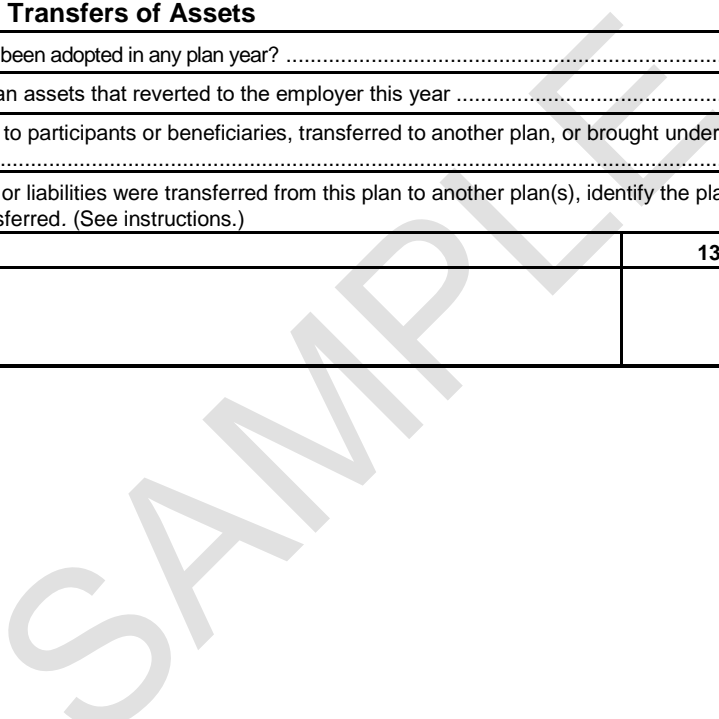 Transfers of Assets
been adopted in any plan year? ................................................................................
an assets that reverted to the employer this year ............................................
to participants or beneficiaries, transferred to another plan, or brought under
........................................................................................................................
or liabilities were transferred from this plan to another plan(s), identify the pla
sferred. (See instructions.)
13
SAMPLE